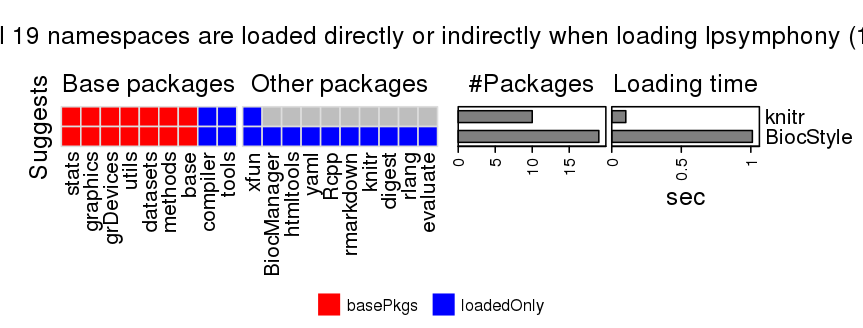 l 19 namespaces are loaded directly or indirectly when loading lpsymphony (1
Base packages Other packages #Packages Loading time
Suggests
knitr
BiocStyle
stats
graphics
grDevices
utils
datasets
methods
base
compiler
tools
xfun
BiocManager
htmltools
yaml
Rcpp
rmarkdown
knitr
digest
rlang
evaluate
0 5 10 15
0 0.5 1
sec
basePkgs loadedOnly